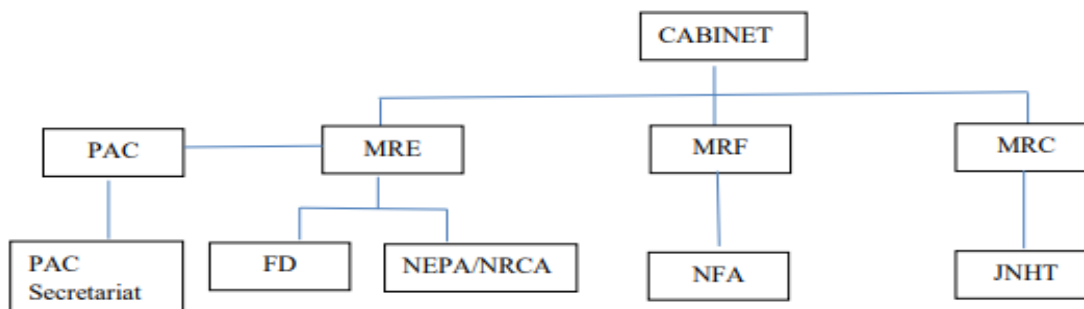 CABINET
PAC
MRE
MRF
MRC
PAC
Secretariat
FD
NEPA/NRCA
NFA
JNHT